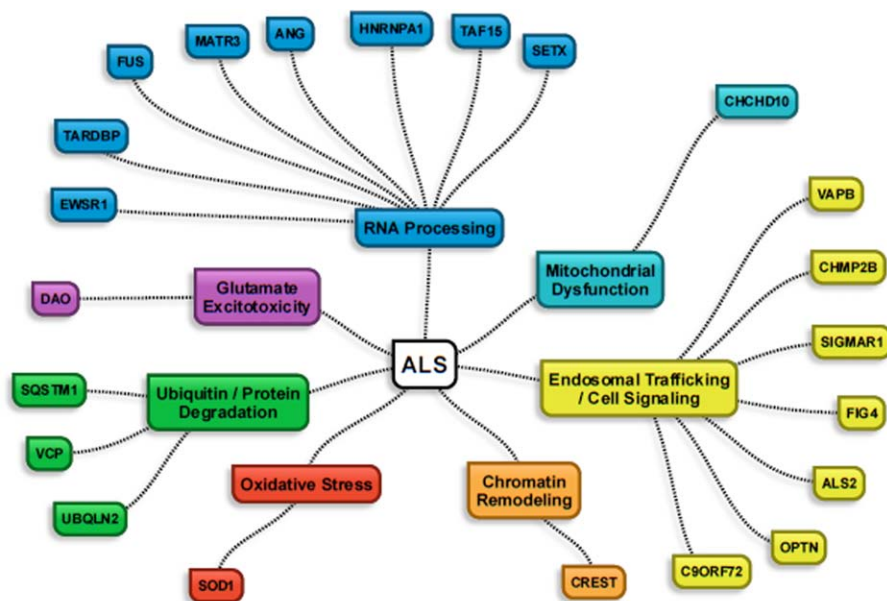 HNRNPA1
ANG
TAF15
MATR3
SETX
FUS
CHCHD10
TARDBP
VAPB
EWSR1
RNA Processing
CHMP2B
Mitochondrial
Dysfunction
Glutamate
Excitotoxicity
DAO
SIGMAR1
ALS
Endosomal Trafficking
/ Cell Signaling
SQSTM1
Ubiquitin / Protein
Degradation
FIG4
VCP
Oxidative Stress
Chromatin
Remodeling
ALS2
UBQLN2
OPTN
C9ORF72
SOD1
CREST